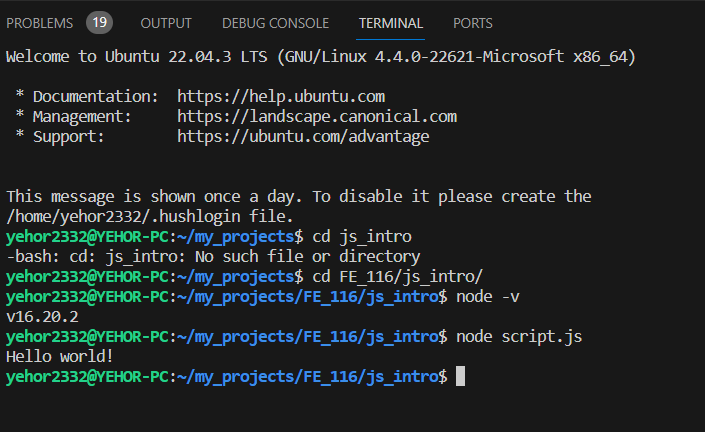 PROBLEMS 19 OUTPUT DEBUG CONSOLE TERMINAL PORTS
Welcome to Ubuntu 22.04.3 LTS (GNU/Linux 4.4.0-22621-Microsoft x86_64)
* Documentation: https://help.ubuntu.com
* Management: https://landscape.canonical.com
* Support: https://ubuntu.com/advantage
This message is shown once a day. To disable it please create the
/home/yehor2332/.hushlogin file.
yehor2332@YEHOR-PC:~/my_projects$ cd js_intro
-bash: cd: js_intro: No such file or directory
yehor2332@YEHOR-PC:~/my_projects$ cd FE_116/js_intro/
yehor2332@YEHOR-PC:~/my_projects/FE_116/js_intro$ node -v
v16.20.2
yehor2332@YEHOR-PC:~/my_projects/FE_116/js_intro$ node script.js
Hello world!
yehor2332@YEHOR-PC:~/my_projects/FE_116/js_intro$